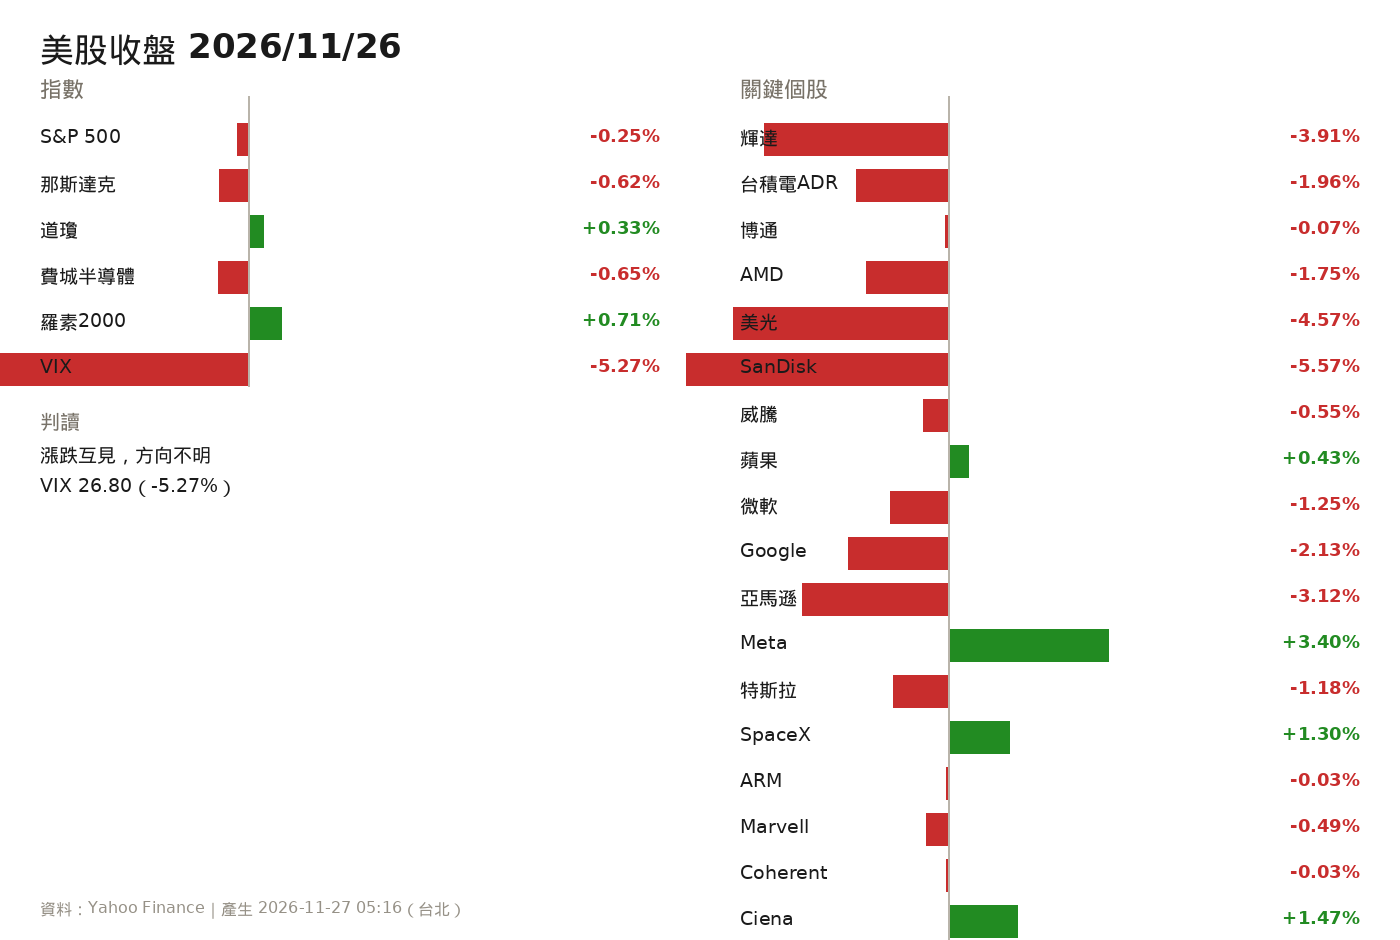 美股收盤 2026/11/26
指數
S&P 500 -0.25%
那斯達克 -0.62%
道瓊 +0.33%
費城半導體 -0.65%
羅素2000 +0.71%
VIX -5.27%
判讀
漲跌互見，方向不明
VIX 26.80（-5.27%）
關鍵個股
輝達 -3.91%
台積電ADR -1.96%
博通 -0.07%
AMD -1.75%
美光 -4.57%
SanDisk -5.57%
威騰 -0.55%
蘋果 +0.43%
微軟 -1.25%
Google -2.13%
亞馬遜 -3.12%
Meta +3.40%
特斯拉 -1.18%
SpaceX +1.30%
ARM -0.03%
Marvell -0.49%
Coherent -0.03%
Ciena +1.47%
資料：Yahoo Finance｜產生 2026-11-27 05:16（台北）